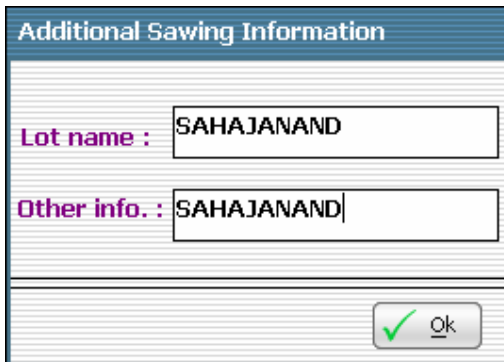 Additional Sawing Information
Lot name : SAHAJANAND
Other info. : SAHAJANAND
Ok